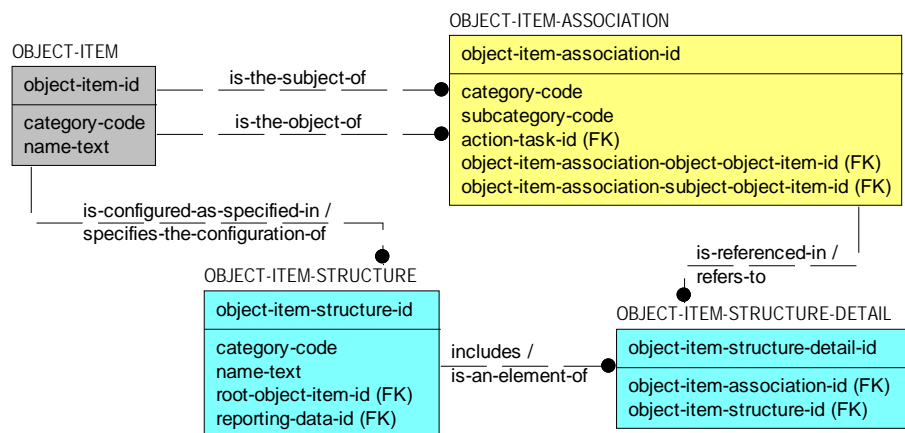 OBJECT-ITEM-ASSOCIATION
OBJECT-ITEM
object-item-association-id
object-item-id
is-the-subject-of
category-code
subcategory-code
action-task-id (FK)
object-item-association-object-object-item-id (FK)
object-item-association-subject-object-item-id (FK)
category-code
name-text
is-the-object-of
is-configured-as-specified-in /
specifies-the-configuration-of
is-referenced-in /
refers-to
OBJECT-ITEM-STRUCTURE
object-item-structure-id
category-code
name-text
root-object-item-id (FK)
reporting-data-id (FK)
includes /
is-an-element-of
OBJECT-ITEM-STRUCTURE-DETAIL
object-item-structure-detail-id
object-item-association-id (FK)
object-item-structure-id (FK)